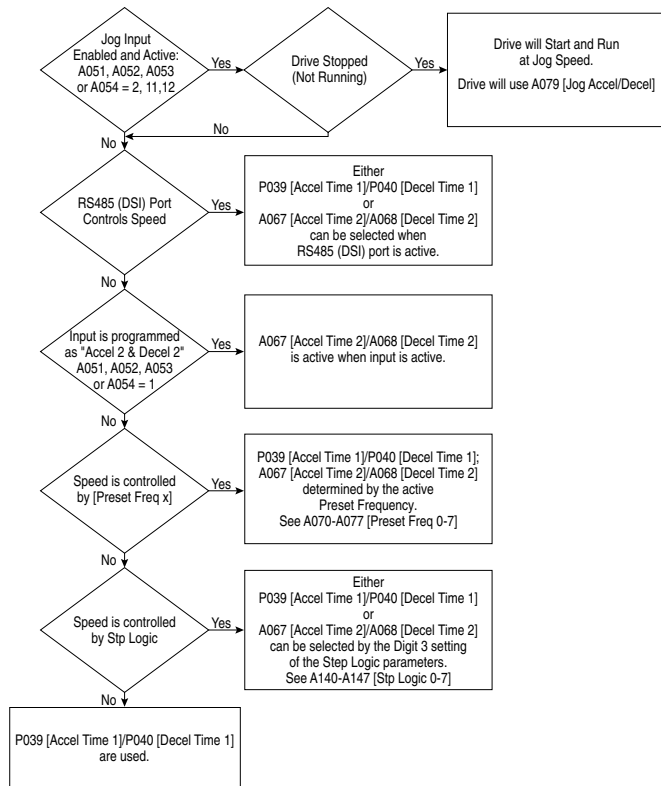 Jog Input
Enabled and Active:
A051, A052, A053
or A054 = 2, 11,12
Yes
Drive Stopped
(Not Running)
Yes
Drive will Start and Run
at Jog Speed.
Drive will use A079 [Jog Accel/Decel]
No
No
RS485 (DSI) Port
Controls Speed
Yes
Either
P039 [Accel Time 1]/P040 [Decel Time 1]
or
A067 [Accel Time 2]/A068 [Decel Time 2]
can be selected when
RS485 (DSI) port is active.
No
Input is programmed
as "Accel 2 & Decel 2"
A051, A052, A053
or A054 = 1
Yes
A067 [Accel Time 2]/A068 [Decel Time 2]
is active when input is active.
No
Speed is controlled
by [Preset Freq x]
Yes
P039 [Accel Time 1]/P040 [Decel Time 1];
A067 [Accel Time 2]/A068 [Decel Time 2]
determined by the active
Preset Frequency.
See A070-A077 [Preset Freq 0-7]
No
Speed is controlled
by Stp Logic
Yes
Either
P039 [Accel Time 1]/P040 [Decel Time 1]
or
A067 [Accel Time 2]/A068 [Decel Time 2]
can be selected by the Digit 3 setting
of the Step Logic parameters.
See A140-A147 [Stp Logic 0-7]
No
P039 [Accel Time 1]/P040 [Decel Time 1]
are used.